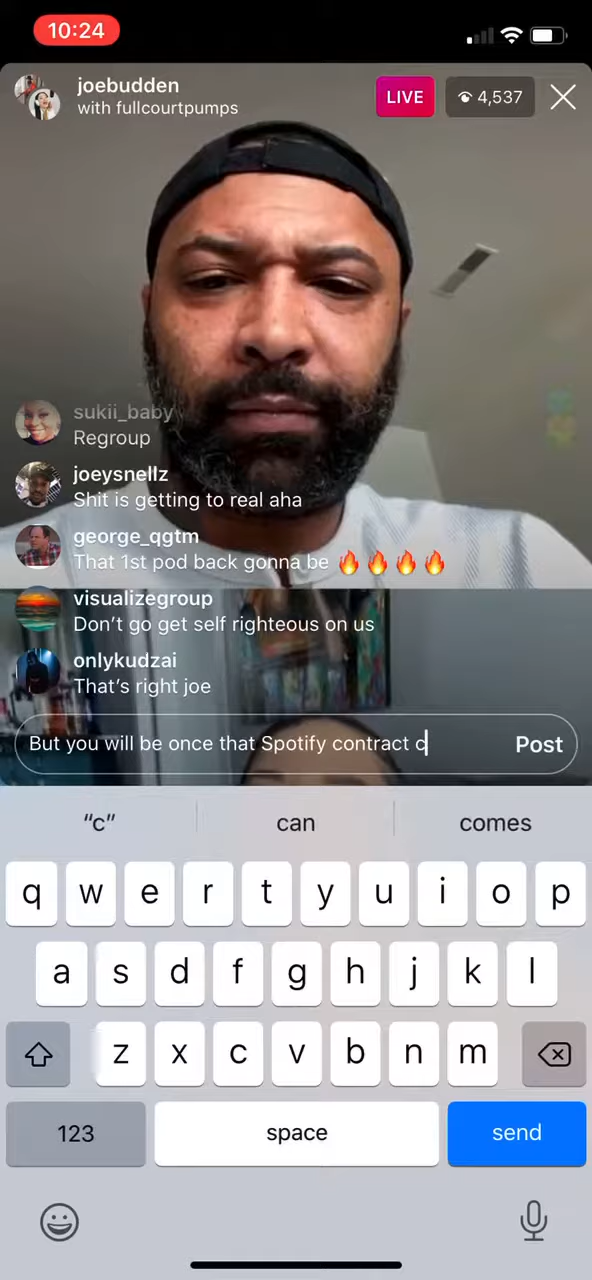 10:24
joebudden
with fullcourtpumps
LIVE
4,537
sukii_baby
Regroup
joeysnellz
Shit is getting to real aha
george_qgtm
That 1st pod back gonna be 🔥🔥🔥🔥
visualizegroup
Don’t go get self righteous on us
onlykudzai
That’s right joe
But you will be once that Spotify contract c
Post
“c”
can
comes
q w e r t y u i o p
a s d f g h j k l
z x c v b n m
123
space
send